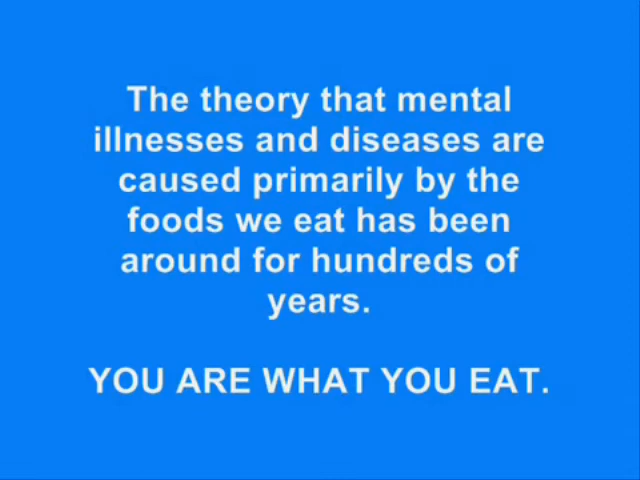 The theory that mental
illnesses and diseases are
caused primarily by the
foods we eat has been
around for hundreds of
years.
YOU ARE WHAT YOU EAT.